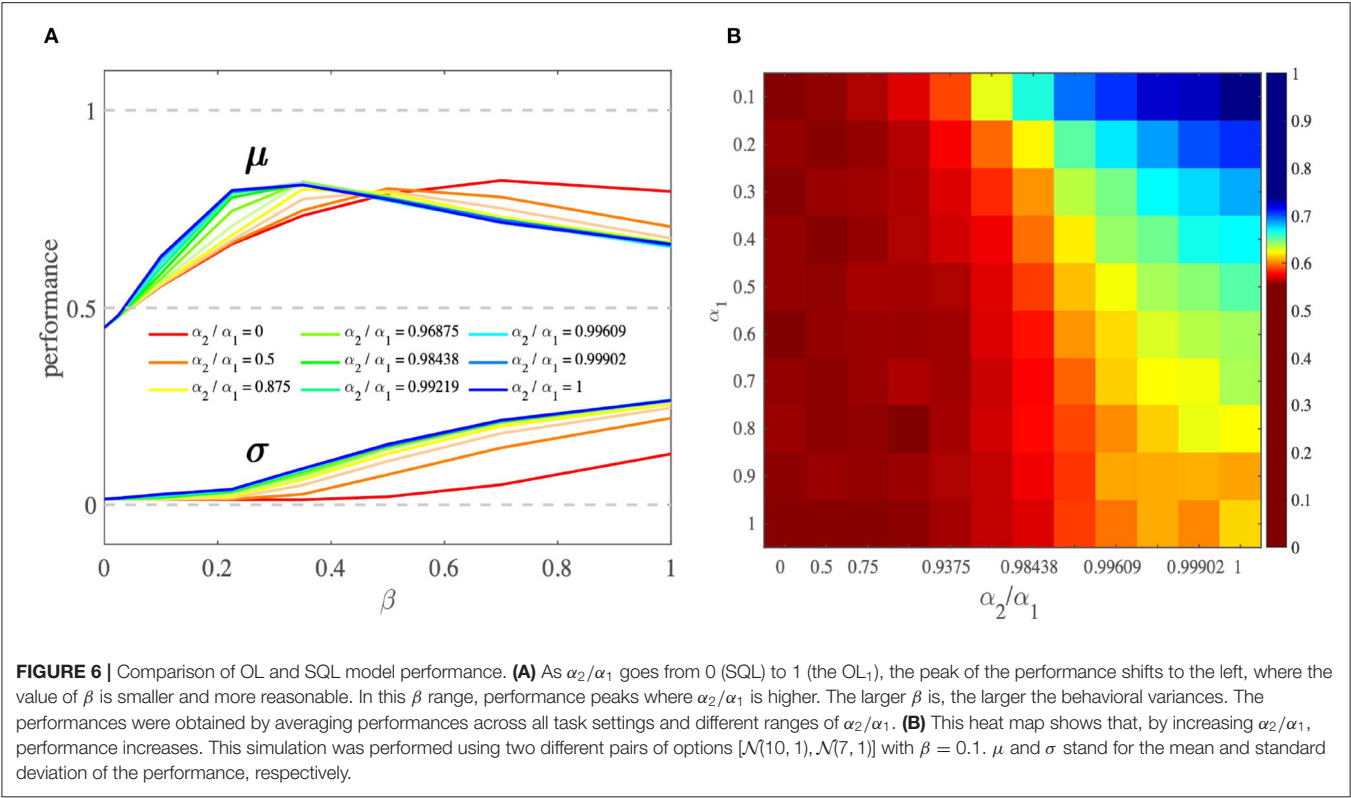 A
B
1
0.5
0
performance
μ
σ
α2 / α1 = 0
α2 / α1 = 0.96875
α2 / α1 = 0.99609
α2 / α1 = 0.5
α2 / α1 = 0.98438
α2 / α1 = 0.99902
α2 / α1 = 0.875
α2 / α1 = 0.99219
α2 / α1 = 1
0 0.2 0.4 0.6 0.8 1
β
α1
0.1
0.2
0.3
0.4
0.5
0.6
0.7
0.8
0.9
1
0 0.5 0.75 0.9375 0.98438 0.99609 0.99902 1
α2/α1
1
0.9
0.8
0.7
0.6
0.5
0.4
0.3
0.2
0.1
0
FIGURE 6 | Comparison of OL and SQL model performance. (A) As α2/α1 goes from 0 (SQL) to 1 (the OL1), the peak of the performance shifts to the left, where the
value of β is smaller and more reasonable. In this β range, performance peaks where α2/α1 is higher. The larger β is, the larger the behavioral variances. The
performances were obtained by averaging performances across all task settings and different ranges of α2/α1. (B) This heat map shows that, by increasing α2/α1,
performance increases. This simulation was performed using two different pairs of options [𝒩(10, 1), 𝒩(7, 1)] with β = 0.1. μ and σ stand for the mean and standard
deviation of the performance, respectively.